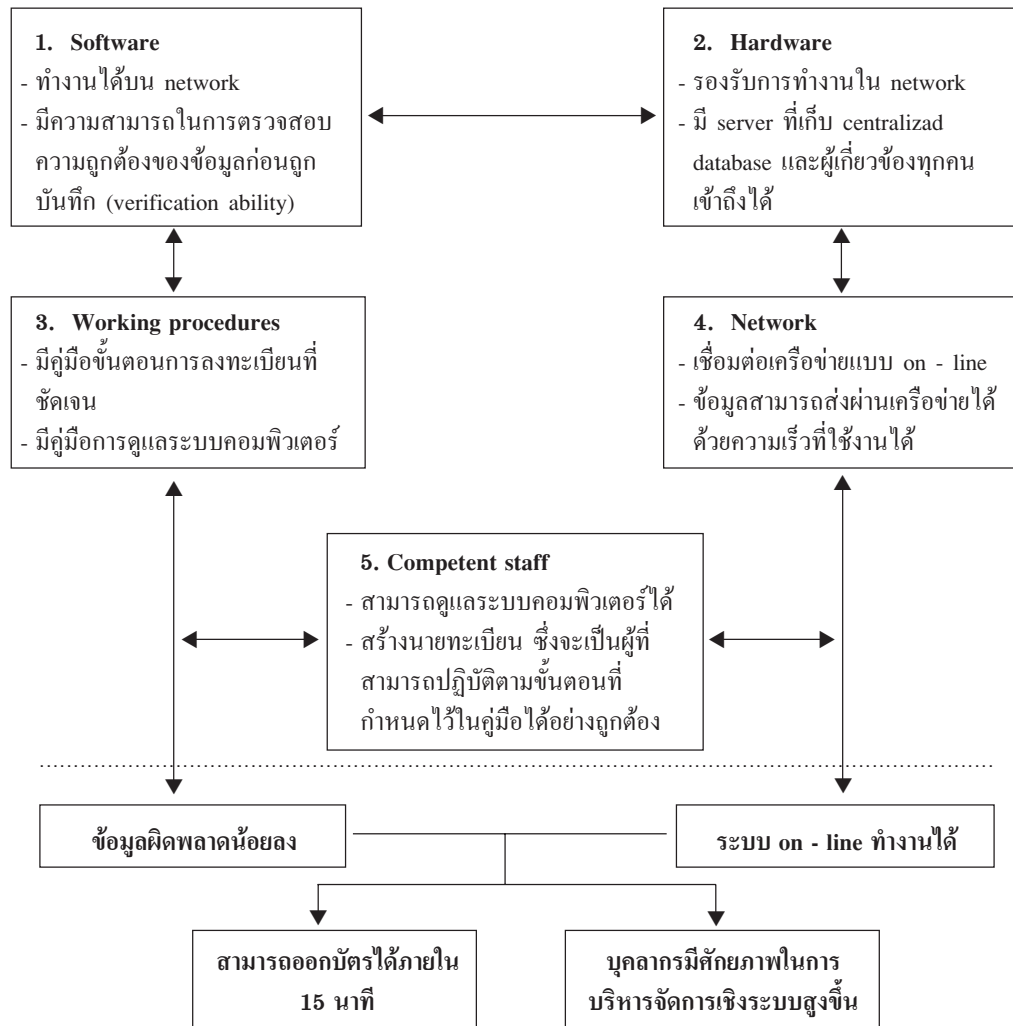 1. Software
- ทำงานได้บน network
- มีความสามารถในการตรวจสอบ
ความถูกต้องของข้อมูลก่อนถูก
บันทึก (verification ability)
2. Hardware
- รองรับการทำงานใน network
- มี server ที่เก็บ centralizad
database และผู้เกี่ยวข้องทุกคน
เข้าถึงได้
3. Working procedures
- มีคู่มือขั้นตอนการลงทะเบียนที่
ชัดเจน
- มีคู่มือการดูแลระบบคอมพิวเตอร์
4. Network
- เชื่อมต่อเครือข่ายแบบ on - line
- ข้อมูลสามารถส่งผ่านเครือข่ายได้
ด้วยความเร็วที่ใช้งานได้
5. Competent staff
- สามารถดูแลระบบคอมพิวเตอร์ได้
- สร้างนายทะเบียน ซึ่งจะเป็นผู้ที่
สามารถปฏิบัติตามขั้นตอนที่
กำหนดไว้ในคู่มือได้อย่างถูกต้อง
ข้อมูลผิดพลาดน้อยลง
ระบบ on - line ทำงานได้
สามารถออกบัตรได้ภายใน
15 นาที
บุคลากรมีศักยภาพในการ
บริหารจัดการเชิงระบบสูงขึ้น